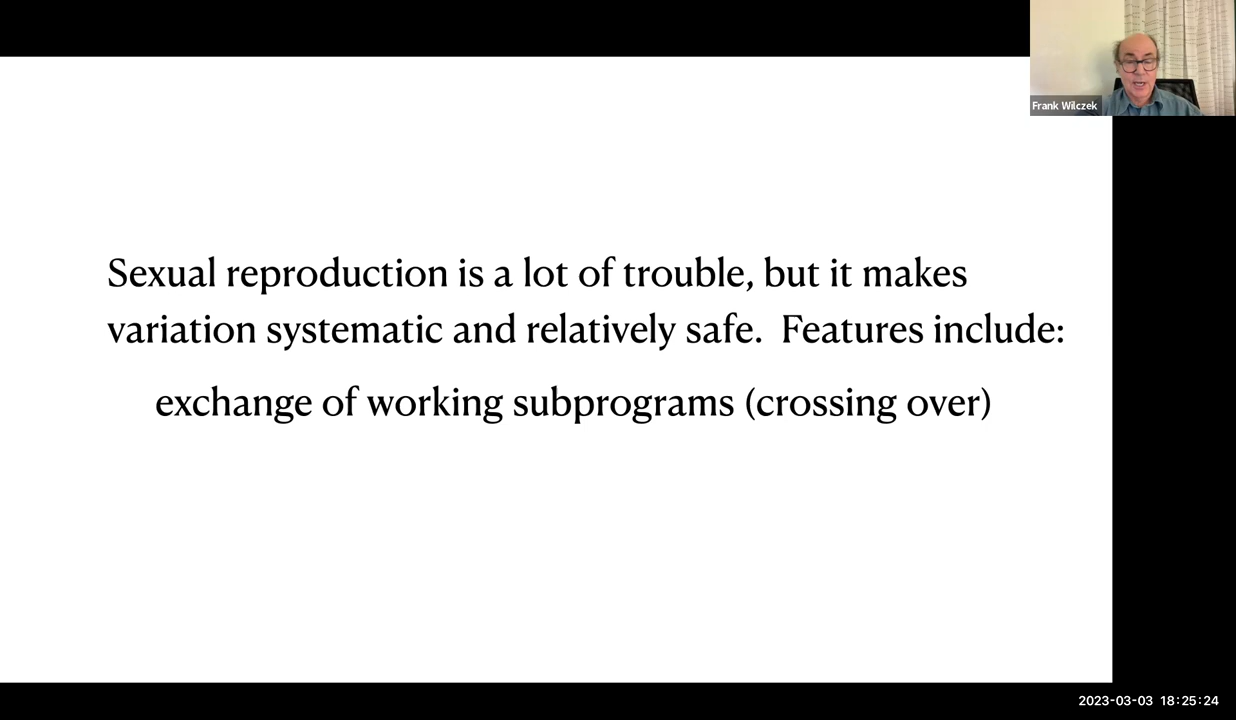 Frank Wilczek
Sexual reproduction is a lot of trouble, but it makes
variation systematic and relatively safe.  Features include:
exchange of working subprograms (crossing over)
2023-03-03 18:25:24